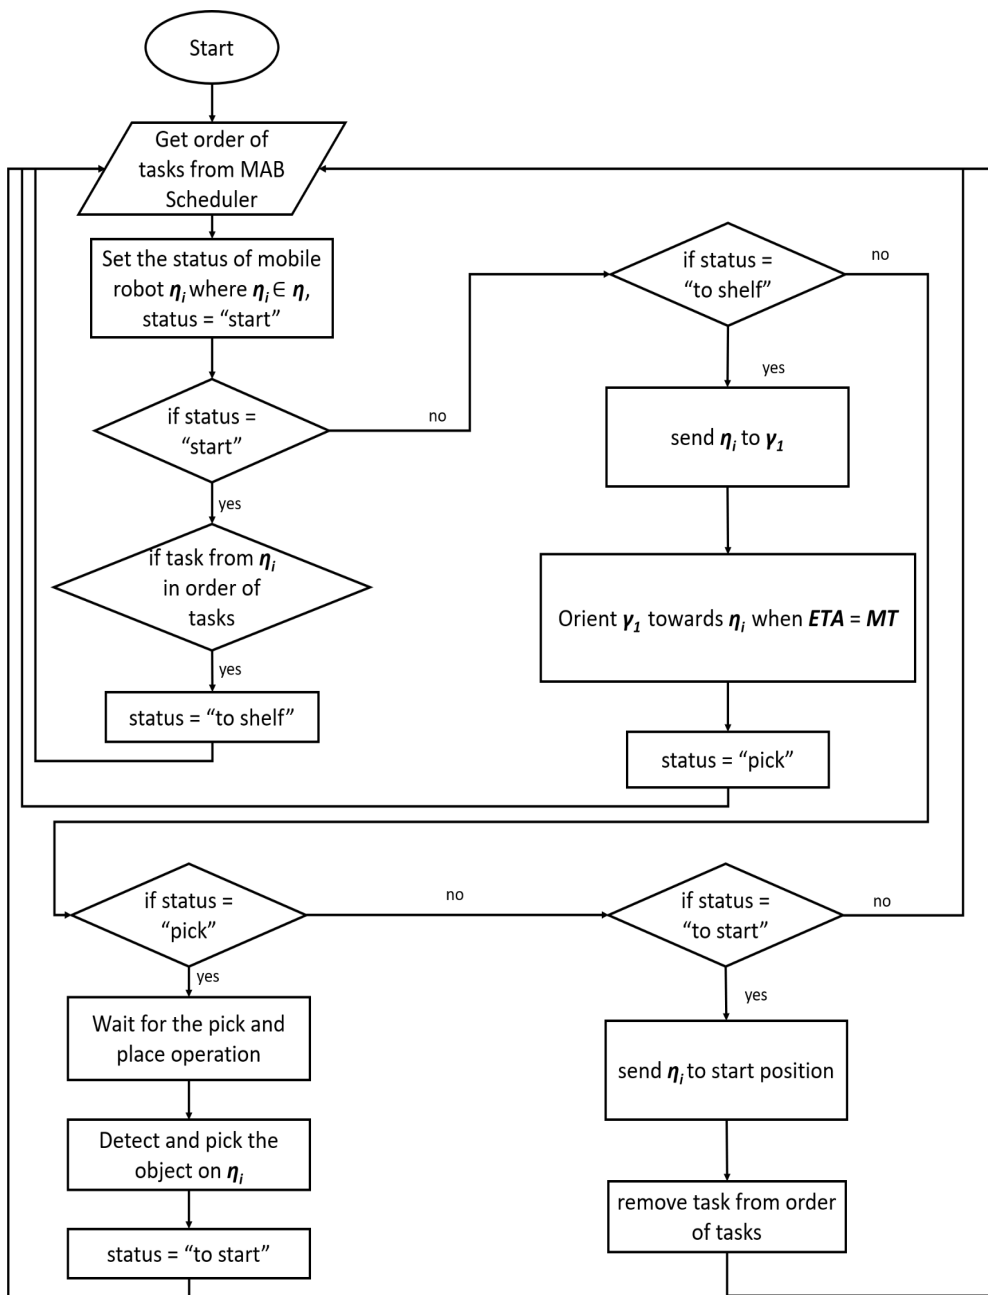 Start
Get order of
tasks from MAB
Scheduler
Set the status of mobile
robot ηi where ηi ∈ η,
status = “start”
if status =
“start”
no
yes
if task from ηi
in order of
tasks
yes
status = “to shelf”
if status =
“to shelf”
no
yes
send ηi to γ1
Orient γ1 towards ηi when ETA = MT
status = “pick”
if status =
“pick”
no
yes
Wait for the pick and
place operation
Detect and pick the
object on ηi
status = “to start”
if status =
“to start”
no
yes
send ηi to start position
remove task from order
of tasks